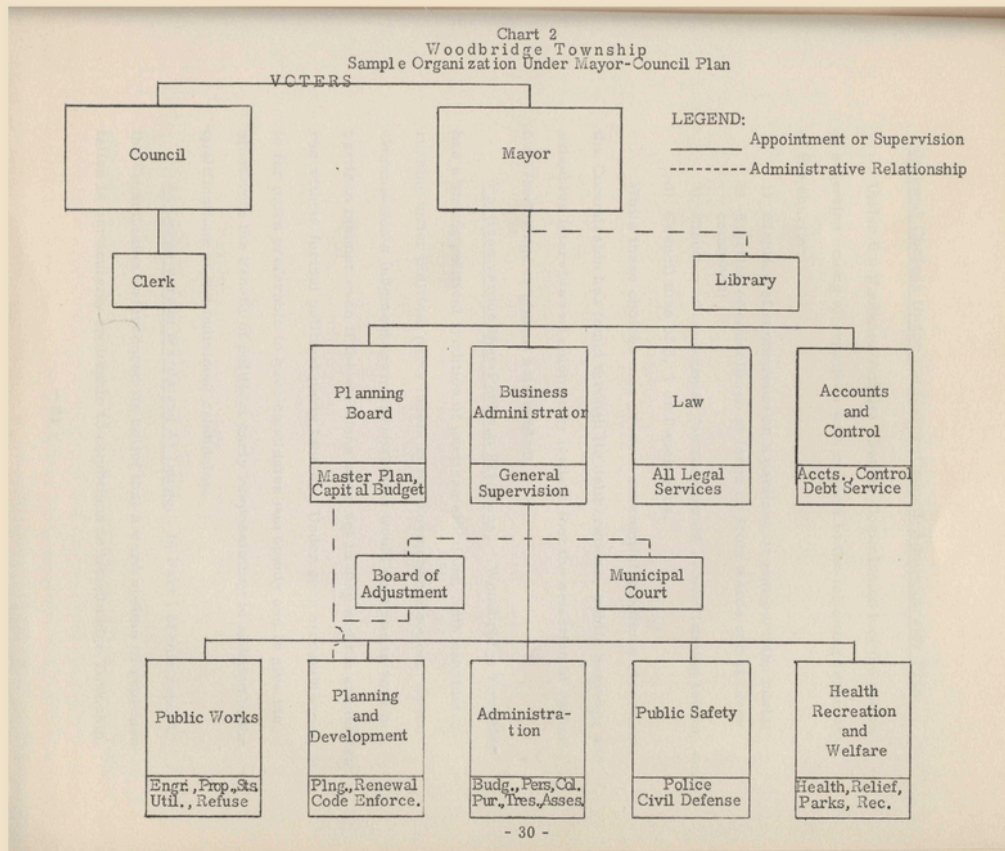 Chart 2
Woodbridge Township
Sample Organization Under Mayor-Council Plan
VOTERS
LEGEND:
Appointment or Supervision
Administrative Relationship
Council
Mayor
Clerk
Library
Planning
Board
Master Plan,
Capital Budget
Business
Administrator
General
Supervision
Law
All Legal
Services
Accounts
and
Control
Accts., Control
Debt Service
Board of
Adjustment
Municipal
Court
Public Works
Engri, Prop., Sts.
Util., Refuse
Planning
and
Development
Plng., Renewal
Code Enforce.
Administra-
tion
Budg., Pers, Col.
Pur., Tres., Asses.
Public Safety
Police
Civil Defense
Health
Recreation
and
Welfare
Health, Relief,
Parks, Rec.
- 30 -